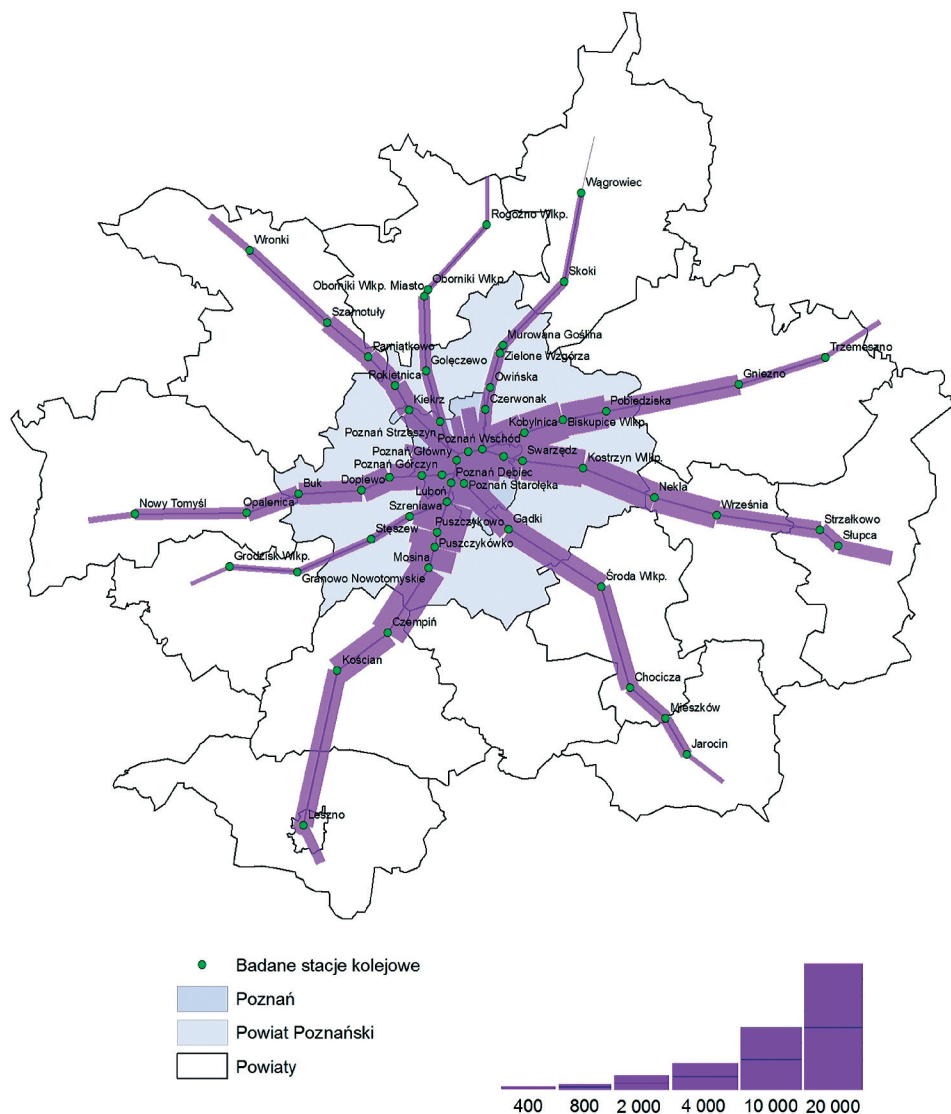 Wągrowiec
Rogoźno Wlkp.
Wronki
Skoki
Oborniki Wlkp.
Oborniki Wlkp. Miasto
Szamotuły
Murowana Goślina
Pamiątkowo
Zielone Wzgórza
Trzemeszno
Gołęczewo
Rokietnica
Owińska
Gniezno
Kiekrz
Czerwonak
Pobiedziska
Kobylnica
Biskupice Wlkp.
Poznań Strzeszyn
Poznań Wschód
Poznań Główny
Swarzędz
Poznań Górczyn
Kostrzyn Wlkp.
Poznań Dębiec
Buk
Dopiewo
Poznań Starołęka
Luboń
Nekla
Nowy Tomyśl
Opalenica
Szreniawa
Września
Puszczykowo
Gądki
Strzałkowo
Stęszew
Słupca
Puszczykówko
Grodzisk Wlkp.
Mosina
Granowo Nowotomyskie
Środa Wlkp.
Czempiń
Kościan
Chocicza
Mieszków
Jarocin
Leszno
Badane stacje kolejowe
Poznań
Powiat Poznański
Powiaty
400 800 2 000 4 000 10 000 20 000